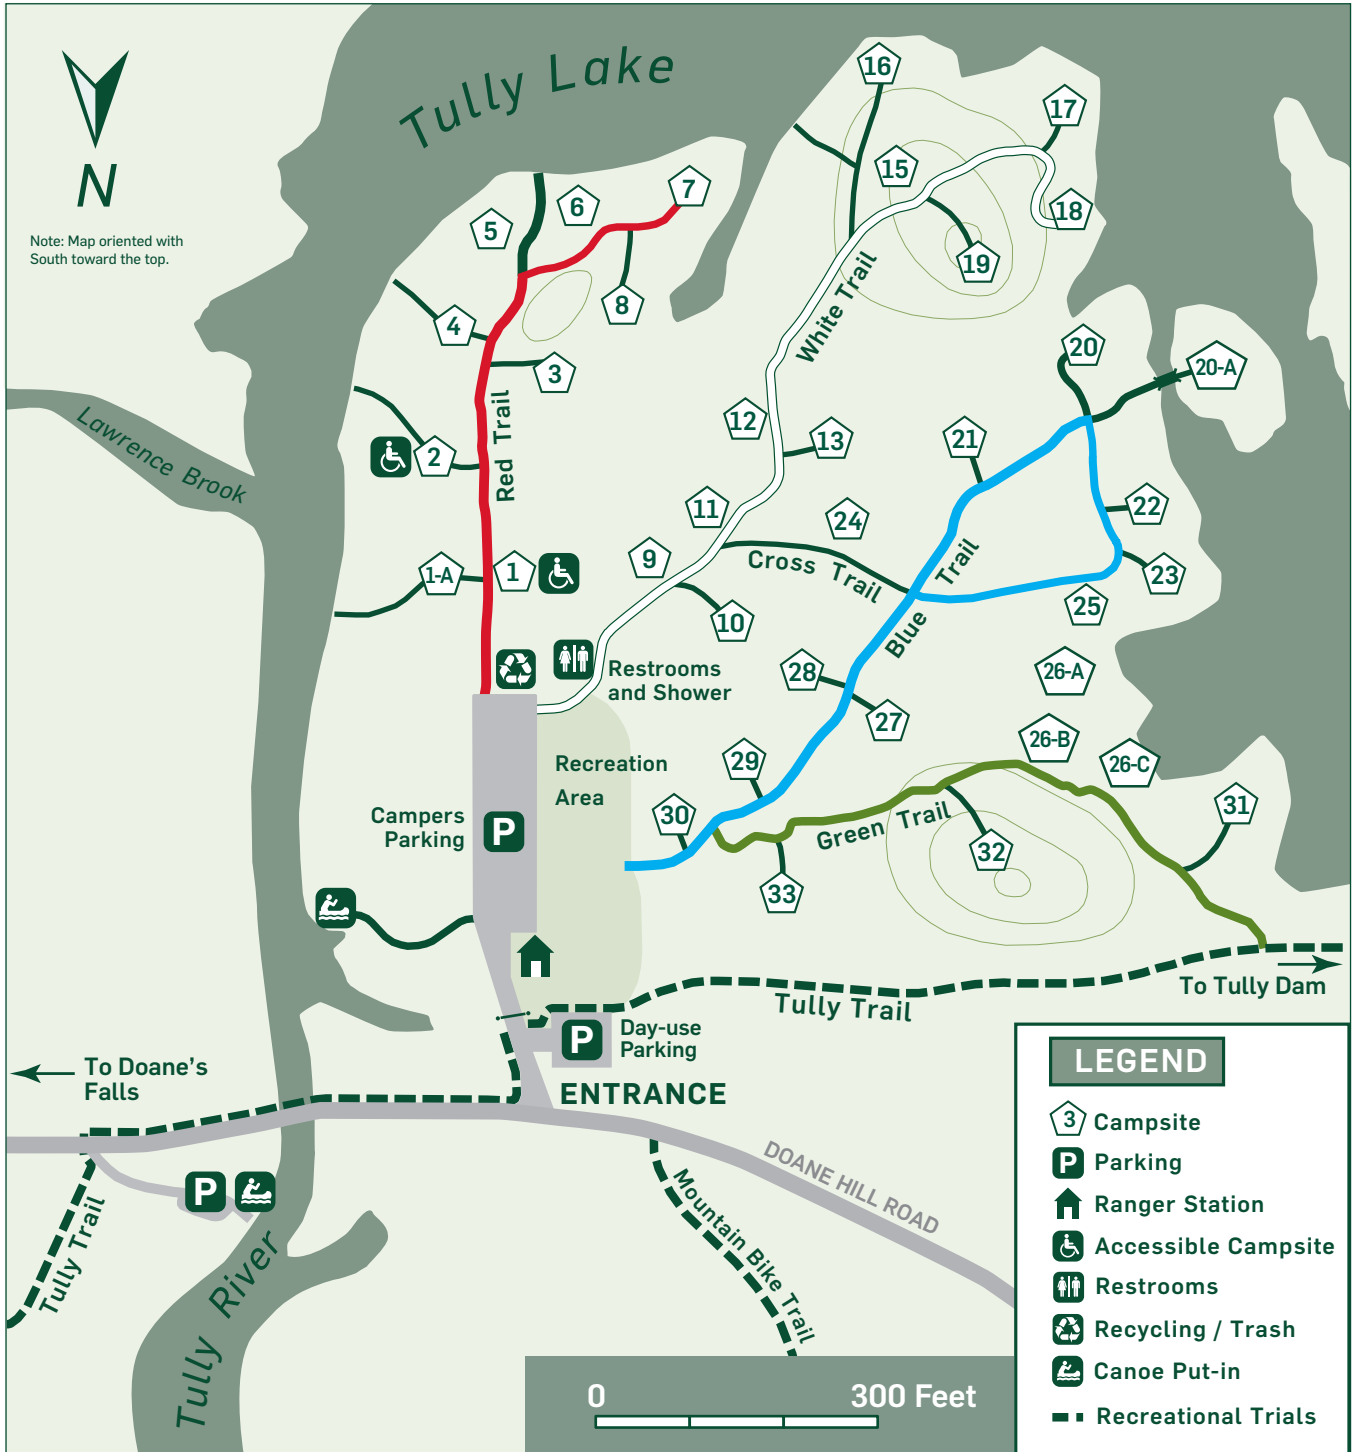 Tully Lake
N
Note: Map oriented with
South toward the top.
16
17
15
7
6
5
18
19
8
4
White Trail
3
20
20-A
Lawrence Brook
Red Trail
12
13
21
2
11
24
22
9
Cross Trail
Trail
1-A
1
23
10
25
Blue
Restrooms
and Shower
28
26-A
27
26-B
Recreation
Area
29
26-C
Campers
Parking
P
30
Green Trail
31
32
33
To Tully Dam
Tully Trail
P
Day-use
Parking
To Doane's
Falls
ENTRANCE
DOANE HILL ROAD
P
Tully Trail
Mountain Bike Trail
Tully River
0
300 Feet
LEGEND
3 Campsite
P Parking
Ranger Station
Accessible Campsite
Restrooms
Recycling / Trash
Canoe Put-in
Recreational Trials